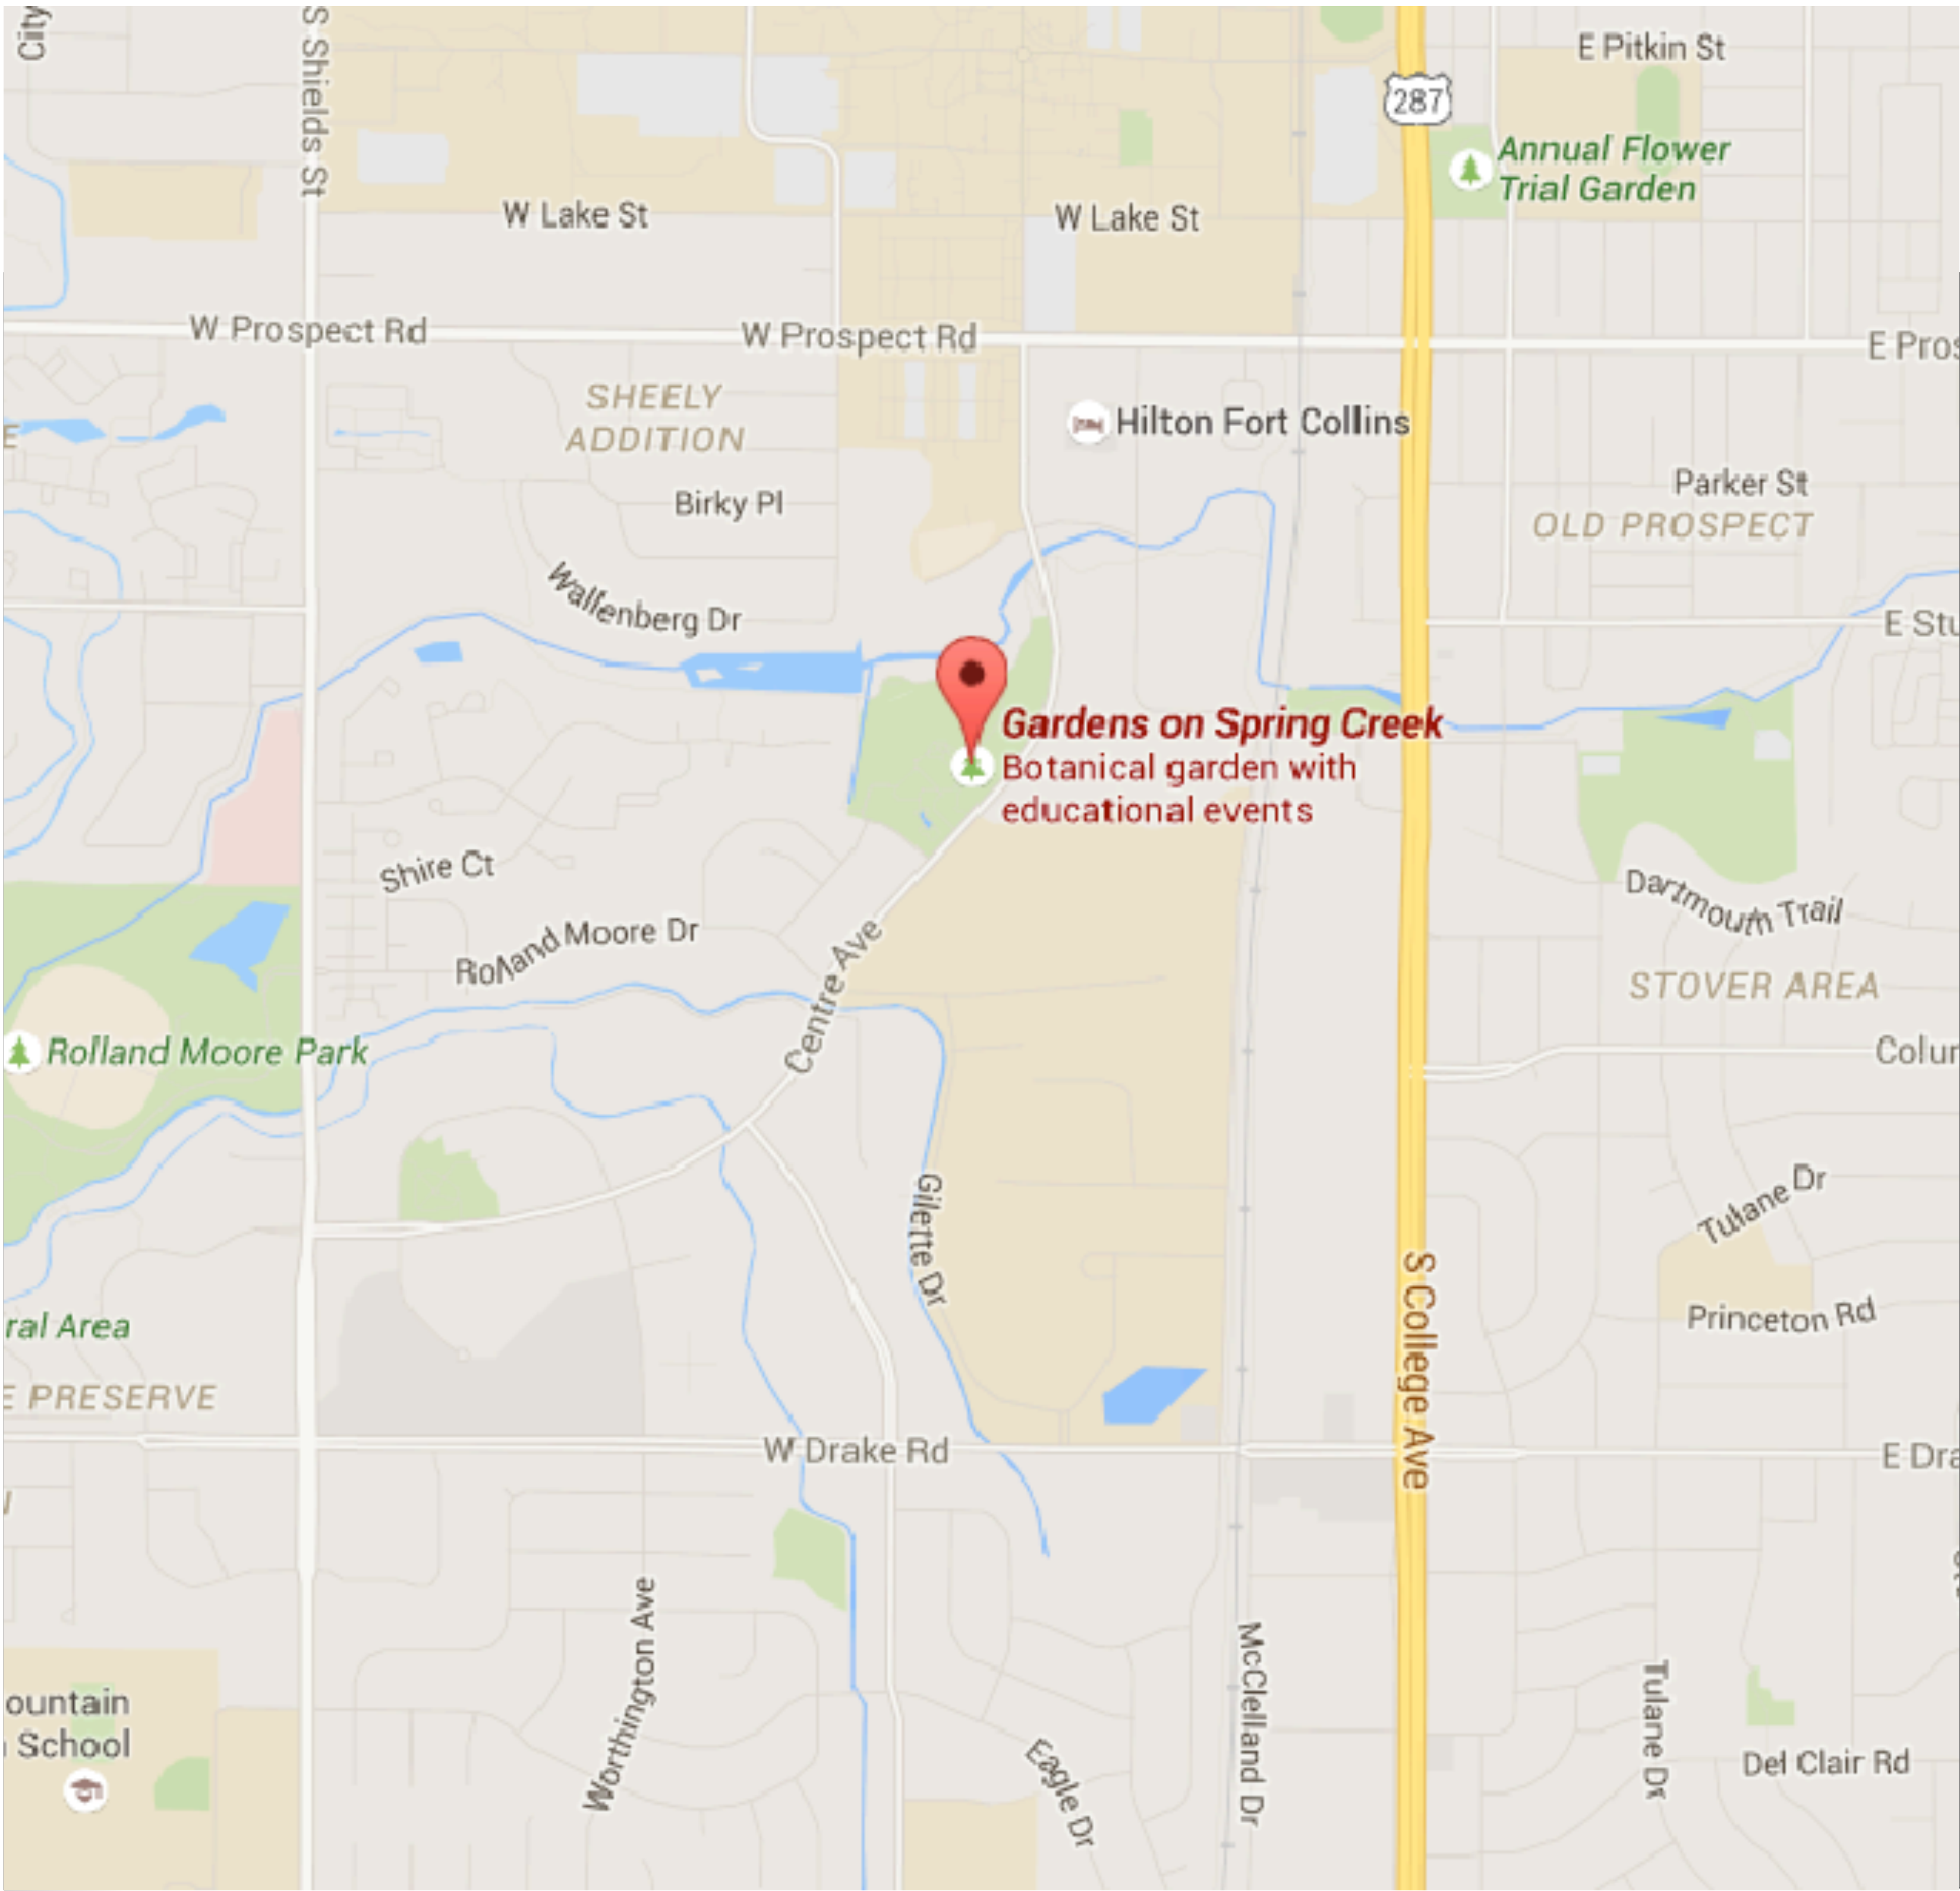 City
S Shields St
E Pitkin St
287
Annual Flower
Trial Garden
W Lake St
W Lake St
W Prospect Rd
W Prospect Rd
E Pros
SHEELY
ADDITION
Hilton Fort Collins
E
Birky Pl
Parker St
OLD PROSPECT
Wallenberg Dr
E Stu
Gardens on Spring Creek
Botanical garden with
educational events
Shire Ct
Dartmouth Trail
Rolland Moore Dr
Centre Ave
STOVER AREA
Rolland Moore Park
Colum
Tulane Dr
Gilette Dr
S College Ave
Princeton Rd
ral Area
E PRESERVE
W Drake Rd
E Dra
Worthington Ave
McClelland Dr
Tulane Dr
ountain
School
Eagle Dr
Del Clair Rd